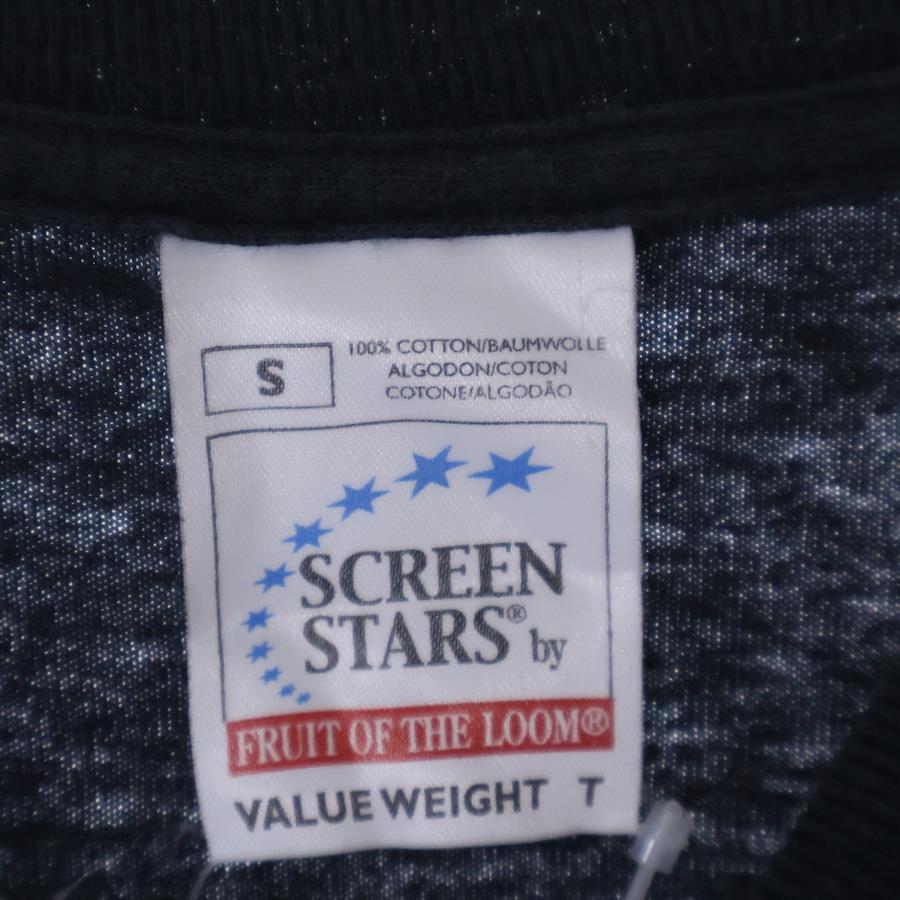 S
100% COTTON/BAUMWOLLE
ALGODON/COTON
COTONE/ALGODÃO
SCREEN
STARS® by
FRUIT OF THE LOOM®
VALUE WEIGHT T